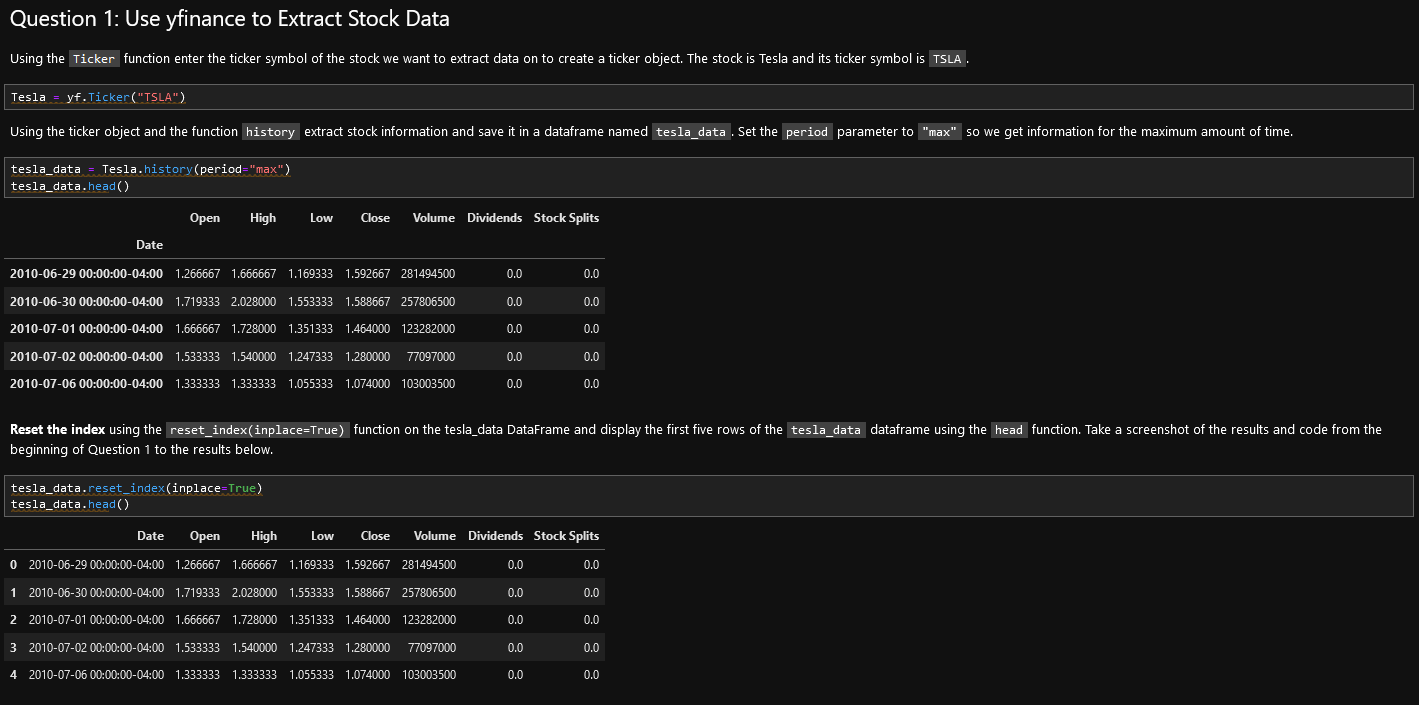 Question 1: Use yfinance to Extract Stock Data
Using the Ticker function enter the ticker symbol of the stock we want to extract data on to create a ticker object. The stock is Tesla and its ticker symbol is TSLA.
Tesla = yf.Ticker("TSLA")
Using the ticker object and the function history extract stock information and save it in a dataframe named tesla_data. Set the period parameter to "max" so we get information for the maximum amount of time.
tesla_data = Tesla.history(period="max")
tesla_data.head()
Open High Low Close Volume Dividends Stock Splits
Date
2010-06-29 00:00:00-04:00 1.266667 1.666667 1.169333 1.592667 281494500 0.0 0.0
2010-06-30 00:00:00-04:00 1.719333 2.028000 1.553333 1.588667 257806500 0.0 0.0
2010-07-01 00:00:00-04:00 1.666667 1.728000 1.351333 1.464000 123282000 0.0 0.0
2010-07-02 00:00:00-04:00 1.533333 1.540000 1.247333 1.280000 77097000 0.0 0.0
2010-07-06 00:00:00-04:00 1.333333 1.333333 1.055333 1.074000 103003500 0.0 0.0
Reset the index using the reset_index(inplace=True) function on the tesla_data DataFrame and display the first five rows of the tesla_data dataframe using the head function. Take a screenshot of the results and code from the
beginning of Question 1 to the results below.
tesla_data.reset_index(inplace=True)
tesla_data.head()
Date Open High Low Close Volume Dividends Stock Splits
0 2010-06-29 00:00:00-04:00 1.266667 1.666667 1.169333 1.592667 281494500 0.0 0.0
1 2010-06-30 00:00:00-04:00 1.719333 2.028000 1.553333 1.588667 257806500 0.0 0.0
2 2010-07-01 00:00:00-04:00 1.666667 1.728000 1.351333 1.464000 123282000 0.0 0.0
3 2010-07-02 00:00:00-04:00 1.533333 1.540000 1.247333 1.280000 77097000 0.0 0.0
4 2010-07-06 00:00:00-04:00 1.333333 1.333333 1.055333 1.074000 103003500 0.0 0.0